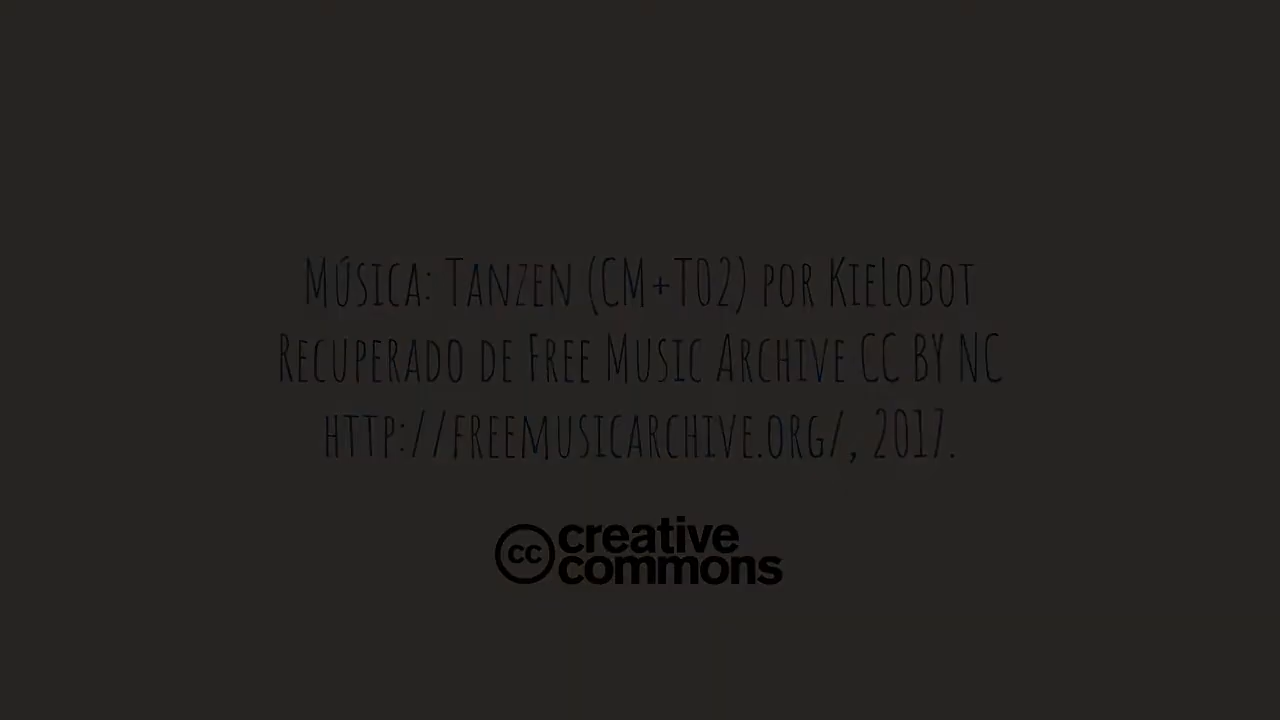 Música: Tanzen (CM+T02) por KieLoBot
Recuperado de Free Music Archive CC BY NC
http://freemusicarchive.org/, 2017.
cc creative
commons